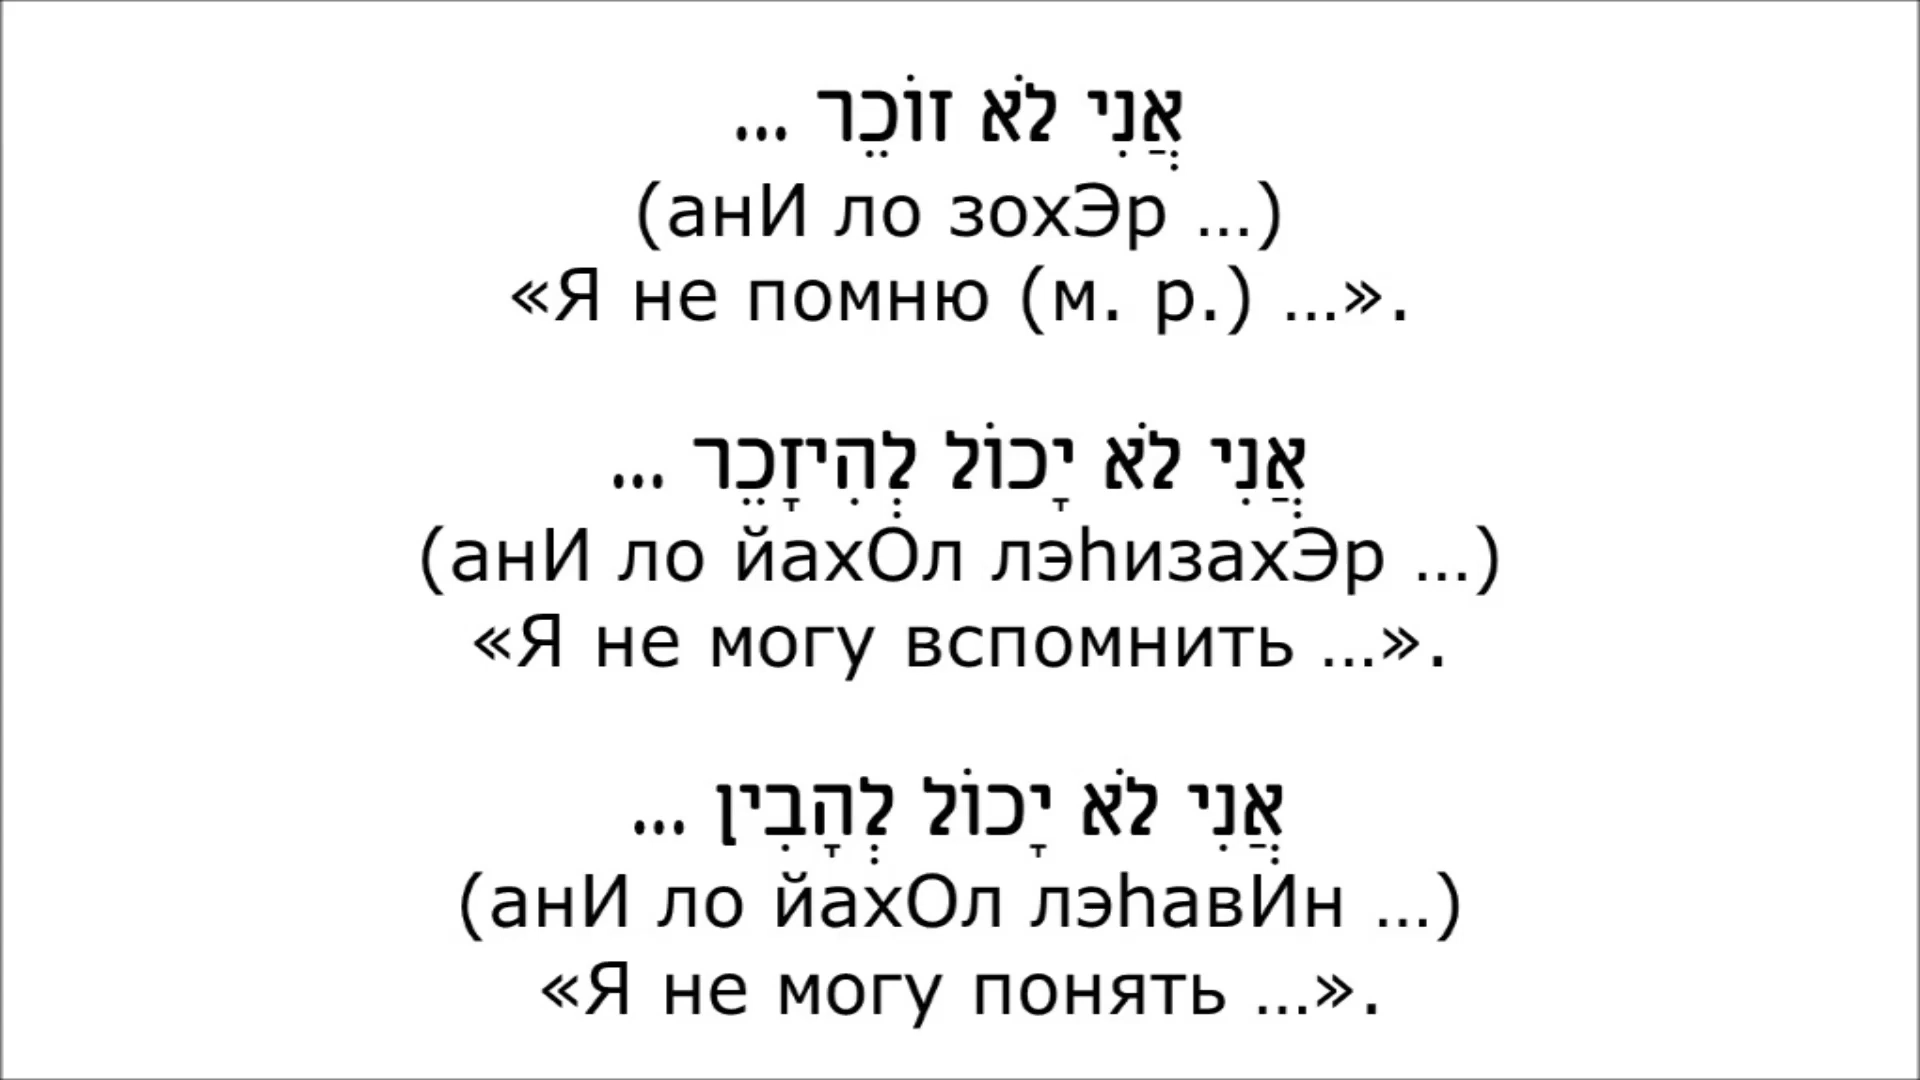 אֲנִי לֹא זוֹכֵר ...
(анИ ло зохЭр ...)
«Я не помню (м. р.) ...».
אֲנִי לֹא יָכוֹל לְהִיזָכֵר ...
(анИ ло йахОл лэhизахЭр ...)
«Я не могу вспомнить ...».
אֲנִי לֹא יָכוֹל לְהָבִין ...
(анИ ло йахОл лэhавИн ...)
«Я не могу понять ...».